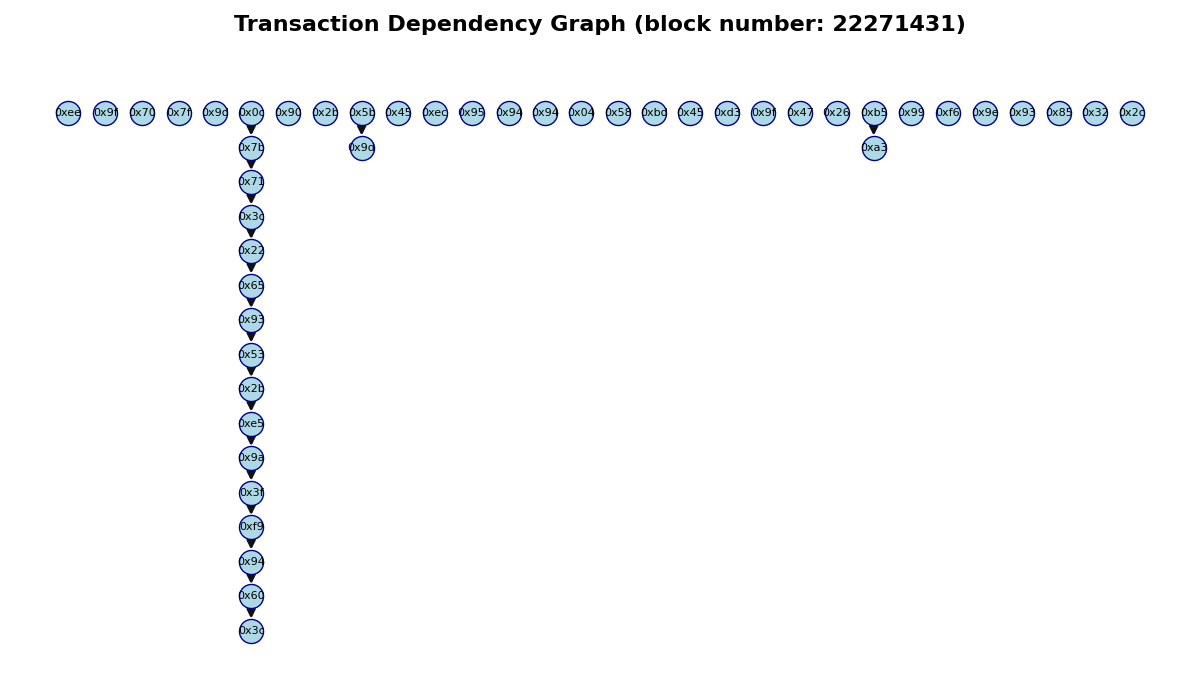 Transaction Dependency Graph (block number: 22271431)
0xee 0x9f 0x70 0x7f 0x9d 0x0c 0x90 0x2b 0x5b 0x45 0xec 0x95 0x94 0x94 0x04 0x58 0xbd 0x45 0xd3 0x9f 0x47 0x26 0xb5 0x99 0xf6 0x9e 0x93 0x85 0x32 0x2c
0x7b 0x9d 0xa3
0x71
0x3c
0x22
0x65
0x93
0x53
0x2b
0xe5
0x9a
0x3f
0xf9
0x94
0x60
0x3c